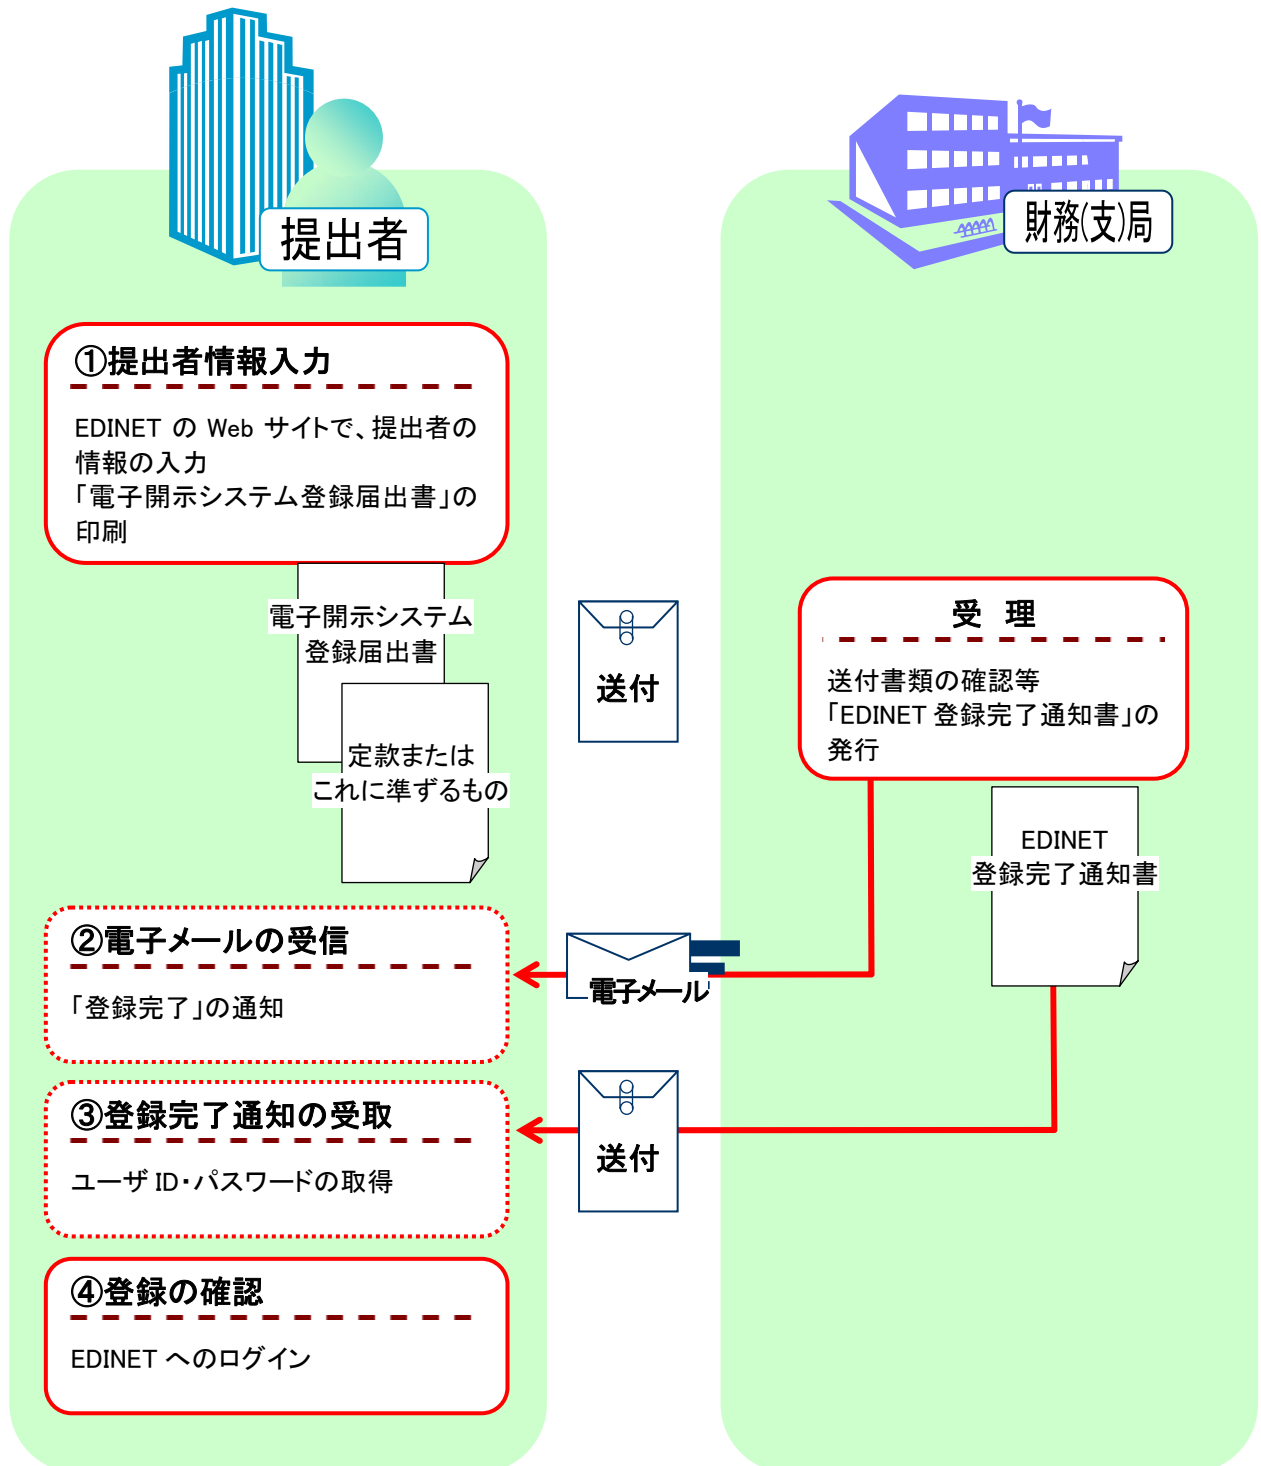 提出者
財務(支)局
①提出者情報入力
EDINET の Web サイトで、提出者の
情報の入力
「電子開示システム登録届出書」の
印刷
電子開示システム
登録届出書
定款または
これに準ずるもの
送付
受 理
送付書類の確認等
「EDINET 登録完了通知書」の
発行
EDINET
登録完了通知書
②電子メールの受信
「登録完了」の通知
電子メール
③登録完了通知の受取
ユーザ ID・パスワードの取得
送付
④登録の確認
EDINET へのログイン